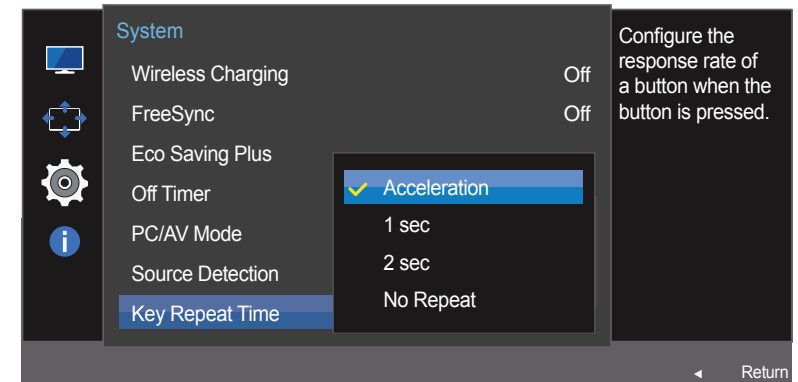 System
Wireless Charging Off
FreeSync Off
Eco Saving Plus
Off Timer
PC/AV Mode
Source Detection
Key Repeat Time
Acceleration
1 sec
2 sec
No Repeat
Configure the
response rate of
a button when the
button is pressed.
Return